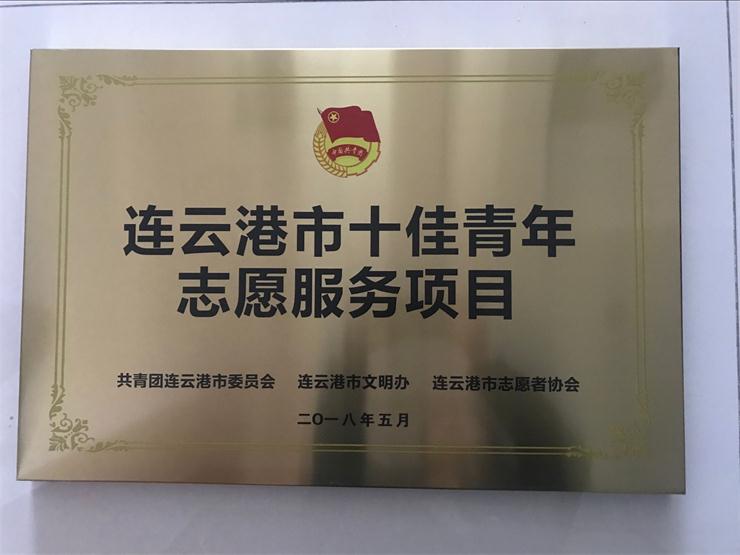 中国共青团
连云港市十佳青年
志愿服务项目
共青团连云港市委员会 连云港市文明办 连云港市志愿者协会
二〇一八年五月